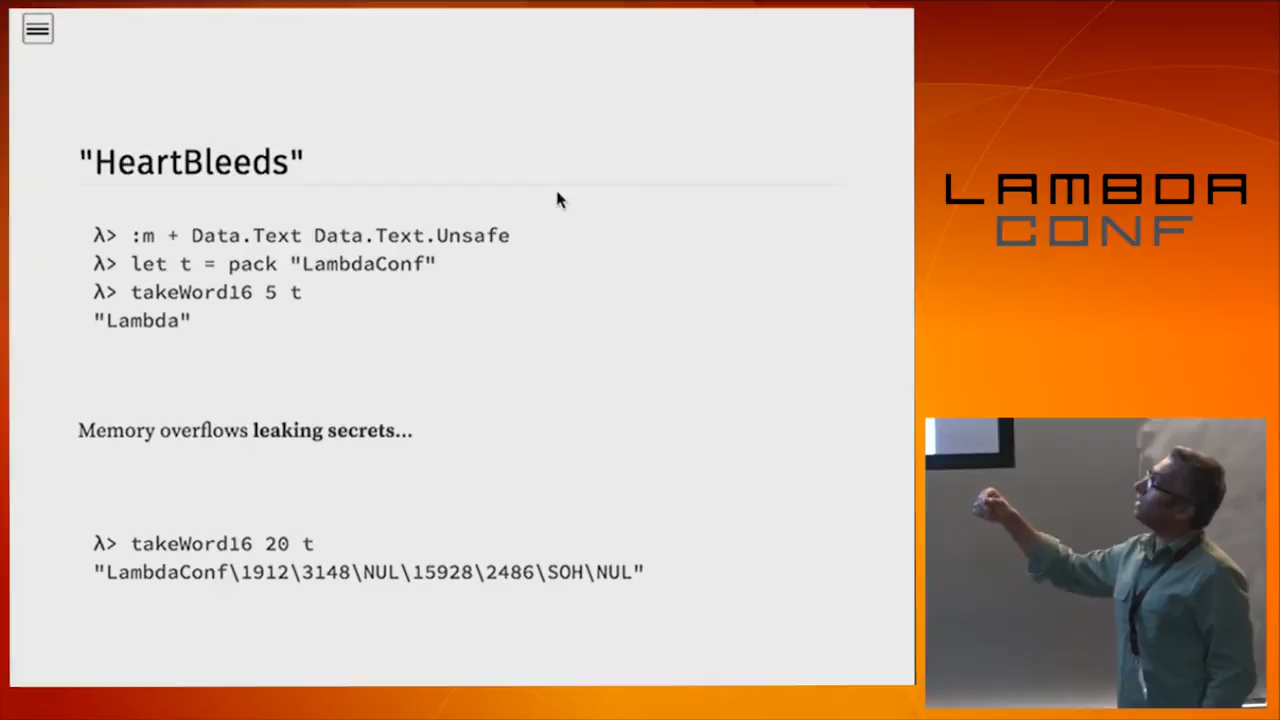 "HeartBleeds"
λ> :m + Data.Text Data.Text.Unsafe
λ> let t = pack "LambdaConf"
λ> takeWord16 5 t
"Lambda"
Memory overflows leaking secrets...
λ> takeWord16 20 t
"LambdaConf\1912\3148\NUL\15928\2486\SOH\NUL"
LAMBDA
CONF